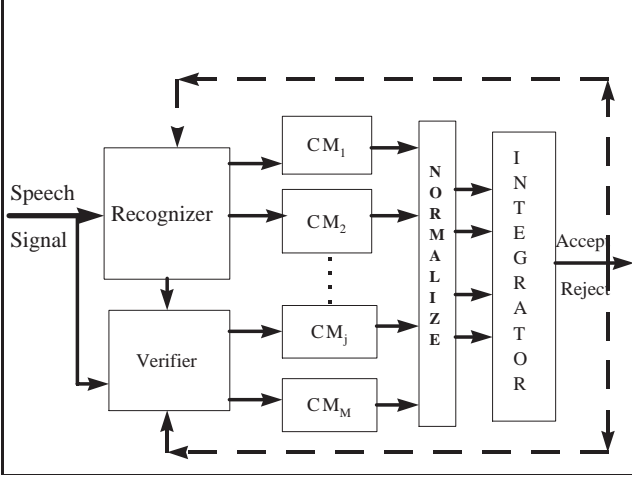 Speech
Signal
Recognizer
Verifier
CM1
CM2
CMj
CMM
NORMALIZE
INTEGRATOR
Accep
Reject